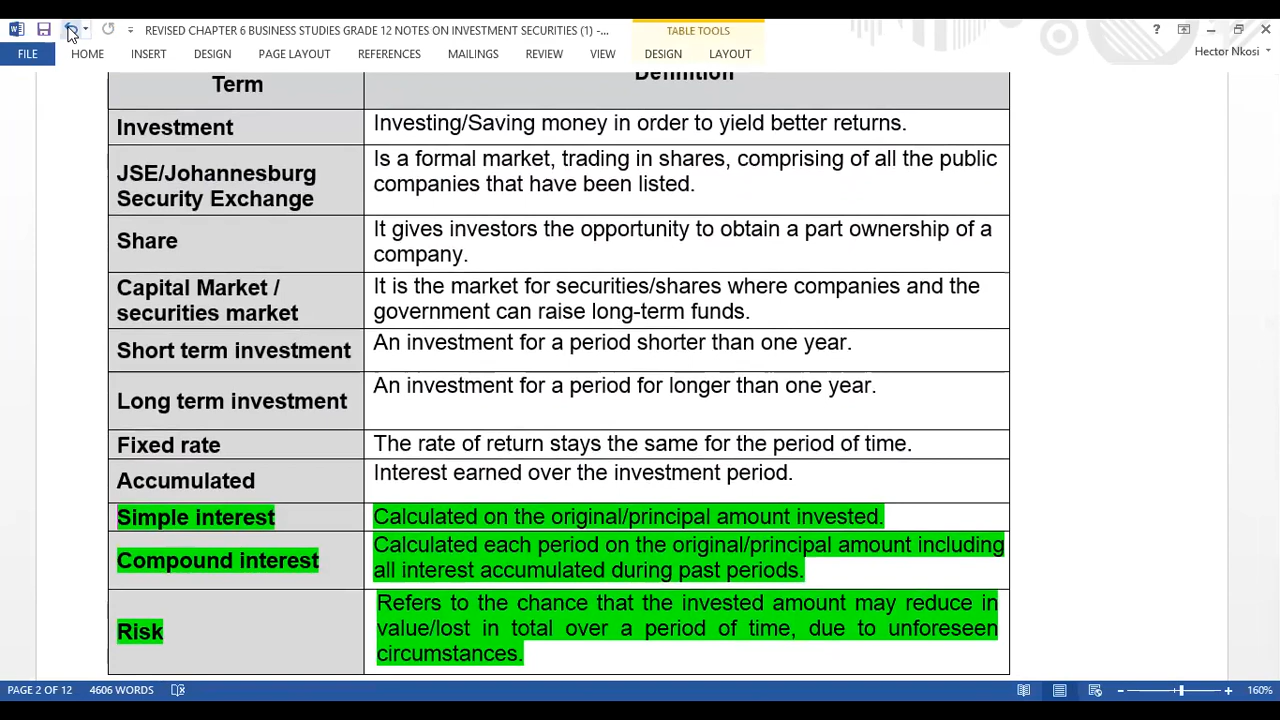 REVISED CHAPTER 6 BUSINESS STUDIES GRADE 12 NOTES ON INVESTMENT SECURITIES (1) -...
TABLE TOOLS
?
FILE HOME INSERT DESIGN PAGE LAYOUT REFERENCES MAILINGS REVIEW VIEW DESIGN LAYOUT
Hector Nkosi
Term
Definition
Investment
Investing/Saving money in order to yield better returns.
JSE/Johannesburg
Security Exchange
Is a formal market, trading in shares, comprising of all the public
companies that have been listed.
Share
It gives investors the opportunity to obtain a part ownership of a
company.
Capital Market /
securities market
It is the market for securities/shares where companies and the
government can raise long-term funds.
Short term investment
An investment for a period shorter than one year.
Long term investment
An investment for a period for longer than one year.
Fixed rate
The rate of return stays the same for the period of time.
Accumulated
Interest earned over the investment period.
Simple interest
Calculated on the original/principal amount invested.
Compound interest
Calculated each period on the original/principal amount including
all interest accumulated during past periods.
Risk
Refers to the chance that the invested amount may reduce in
value/lost in total over a period of time, due to unforeseen
circumstances.
PAGE 2 OF 12 4606 WORDS
160%